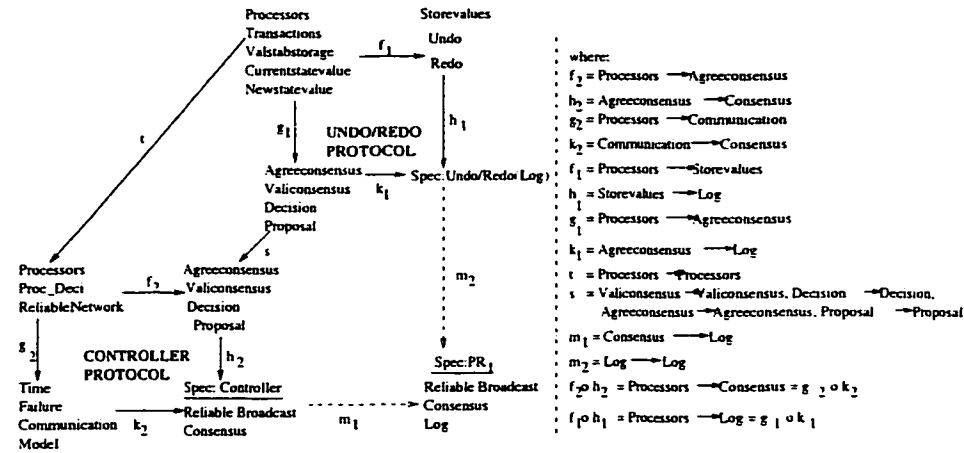 Processors
Transactions
Valstabstorage
Currentstatevalue
Newstatevalue
f1
Storevalues
Undo
Redo
t
g1
UNDO/REDO
PROTOCOL
h1
Agreeconsensus
Valiconsensus
Decision
Proposal
k1
Spec:Undo/Redo(Log)
s
m2
Processors
Proc_Deci
ReliableNetwork
f2
Agreeconsensus
Valiconsensus
Decision
Proposal
g2
CONTROLLER
PROTOCOL
h2
Time
Failure
Communication
Model
k2
Spec: Controller
Reliable Broadcast
Consensus
m1
Spec:PR1
Reliable Broadcast
Consensus
Log
where:
f2 = Processors → Agreeconsensus
h2 = Agreeconsensus → Consensus
g2 = Processors → Communication
k2 = Communication → Consensus
f1 = Processors → Storevalues
h1 = Storevalues → Log
g1 = Processors → Agreeconsensus
k1 = Agreeconsensus → Log
t = Processors → Processors
s = Valiconsensus → Valiconsensus, Decision → Decision,
Agreeconsensus → Agreeconsensus, Proposal → Proposal
m1 = Consensus → Log
m2 = Log → Log
f2 o h2 = Processors → Consensus = g2 o k2
f1 o h1 = Processors → Log = g1 o k1